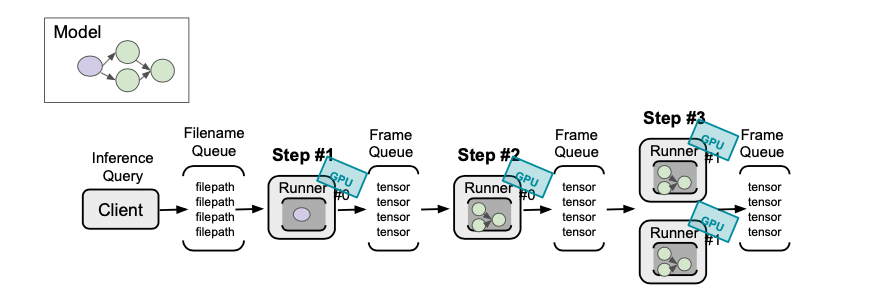 Model
Inference
Query
Client
Filename
Queue
filepath
filepath
filepath
filepath
Step #1
GPU
Runner
#0
Frame
Queue
tensor
tensor
tensor
tensor
Step #2
GPU
Runner
#0
Frame
Queue
tensor
tensor
tensor
tensor
Step #3
GPU
Runner
#1
GPU
Runner
#1
Frame
Queue
tensor
tensor
tensor
tensor